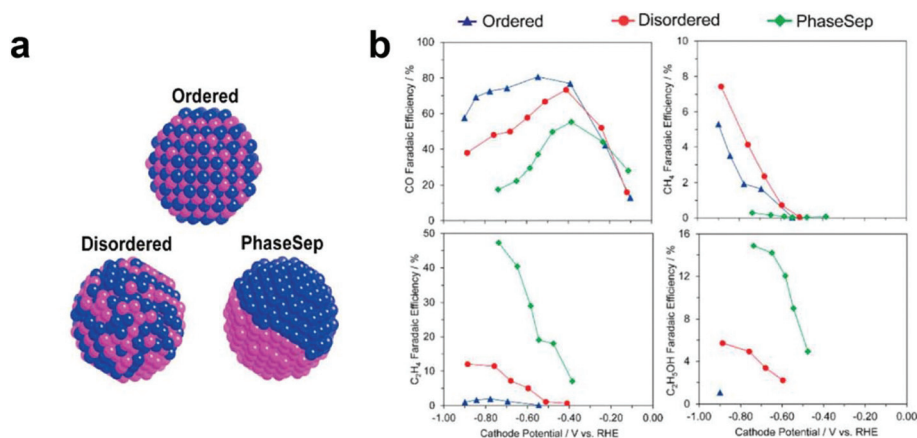 a
Ordered
Disordered
PhaseSep
b
Ordered
Disordered
PhaseSep
CO Faradaic Efficiency / %
100
80
60
40
20
0
CH₄ Faradaic Efficiency / %
10
8
6
4
2
0
C₂H₄ Faradaic Efficiency / %
50
40
30
20
10
0
-1.00
-0.80
-0.60
-0.40
-0.20
0.00
Cathode Potential / V vs. RHE
C₂H₅OH Faradaic Efficiency / %
16
12
8
4
0
-1.00
-0.80
-0.60
-0.40
-0.20
0.00
Cathode Potential / V vs. RHE